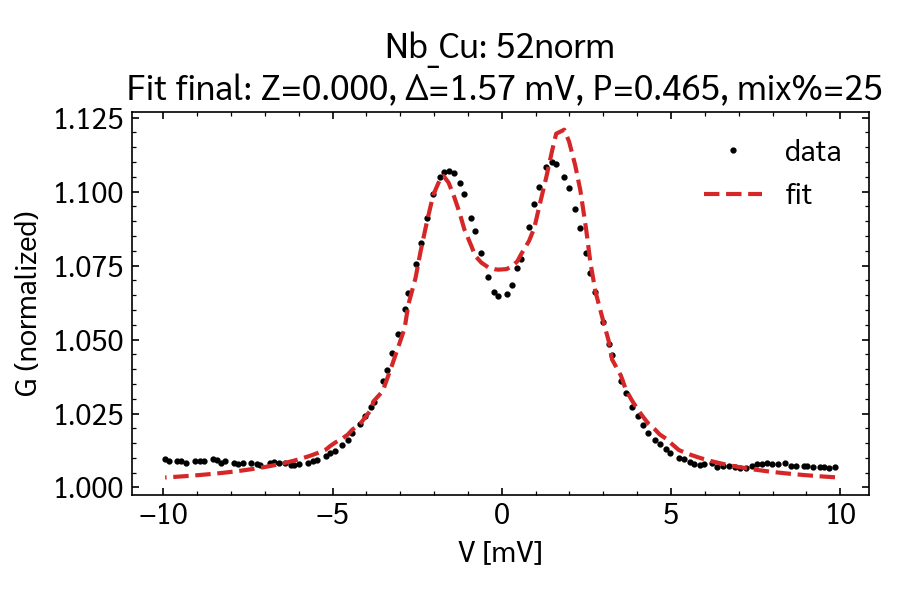 Nb_Cu: 52norm
Fit final: Z=0.000, Δ=1.57 mV, P=0.465, mix%=25
1.125
1.100
1.075
1.050
1.025
1.000
G (normalized)
data
fit
−10
−5
0
5
10
V [mV]